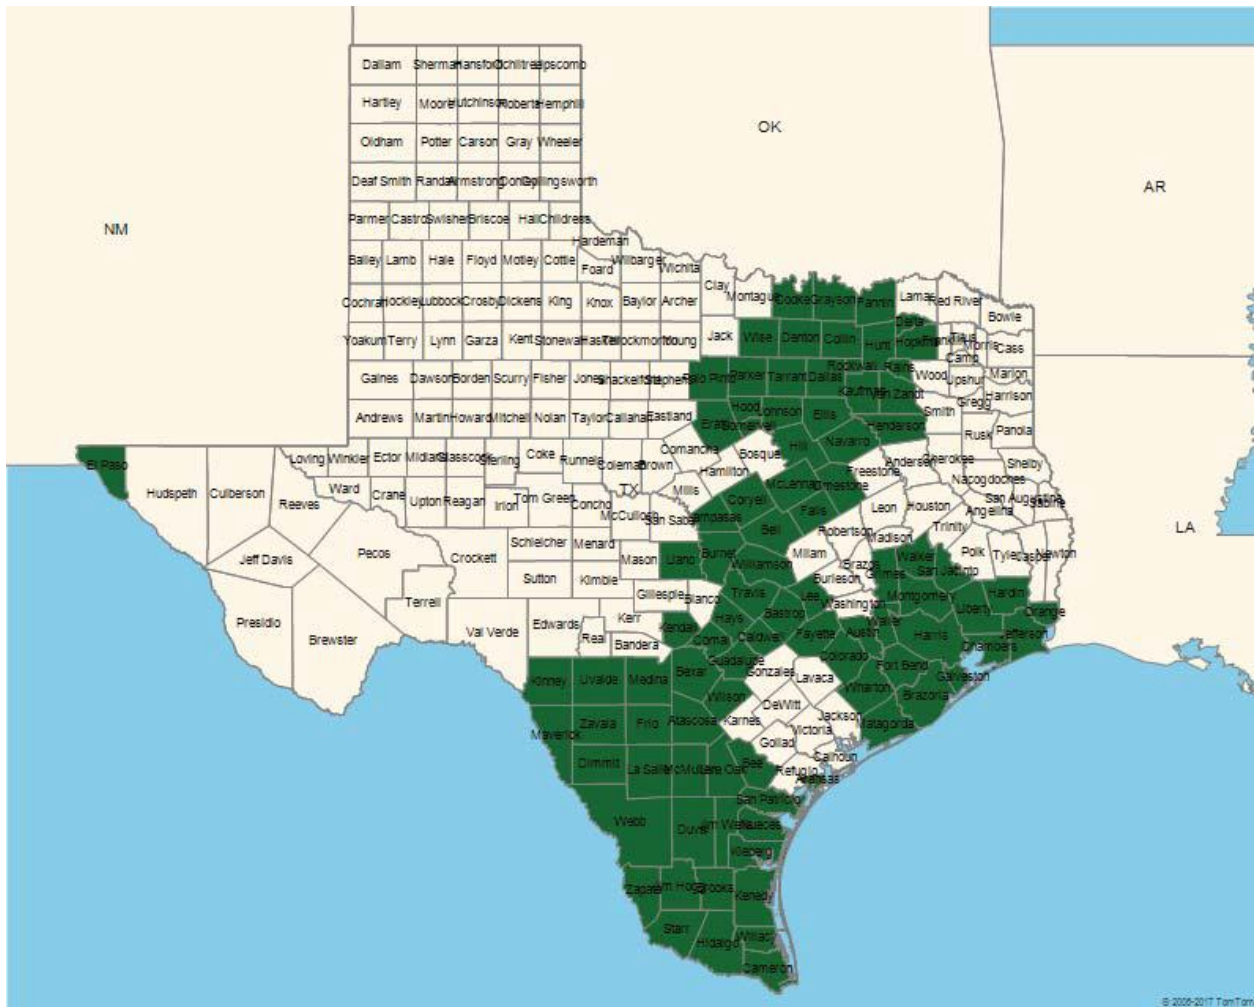 Dallam Sherman Hansford Ochiltree Lipscomb
Hartley Moore Hutchinson Roberts Hemphill
OK
Oldham Potter Carson Gray Wheeler
Deaf Smith Randall Armstrong Donley Collingsworth
AR
NM
Parmer Castro Swisher Briscoe Hall Childress
Hardeman
Bailey Lamb Hale Floyd Motley Cottle Foard Wilbarger Wichita
Clay Montague Cooke Grayson Fannin Lamar Red River Bowie
Cochran Hockley Lubbock Crosby Dickens King Knox Baylor Archer
Delta Titus Morris Cass
Yoakum Terry Lynn Garza Kent Stonewall Haskell Throckmorton Young Jack Wise Denton Collin Hunt Hopkins Franklin Camp
Gaines Dawson Borden Scurry Fisher Jones Shackelford Stephens Palo Pinto Parker Tarrant Dallas Rockwall Rains Wood Upshur Marion
Kaufman Van Zandt Gregg Harrison
Andrews Martin Howard Mitchell Nolan Taylor Callahan Eastland Erath Hood Johnson Ellis Smith
Somervell Henderson Rusk Panola
El Paso Loving Winkler Ector Midland Glasscock Sterling Coke Runnels Coleman Brown Comanche Hill Navarro
Hamilton Bosque Freestone Anderson Cherokee Shelby
Hudspeth Culberson Reeves Ward Crane Upton Reagan Irion Tom Green Concho TX Mills McLennan Limestone Nacogdoches
McCulloch San Saba Lampasas Coryell Falls Leon Houston Angelina San Augustine Sabine
LA
Bell Robertson Madison Trinity
Jeff Davis Pecos Crockett Schleicher Menard Mason Llano Burnet Williamson Milam Brazos Walker Polk Tyler Jasper Newton
Sutton Kimble Burleson Grimes San Jacinto
Terrell Gillespie Blanco Travis Lee Washington Montgomery Liberty Hardin Orange
Presidio Brewster Val Verde Edwards Real Kerr Bandera Kendall Hays Bastrop Fayette Austin Waller Harris Jefferson
Comal Caldwell Colorado Chambers
Kinney Uvalde Medina Bexar Guadalupe Gonzales Lavaca Fort Bend Galveston
Wilson DeWitt Wharton Brazoria
Maverick Zavala Frio Atascosa Karnes Jackson Matagorda
Goliad Victoria
Dimmit La Salle McMullen Live Oak Bee Refugio Calhoun
Aransas
San Patricio
Webb Duval Jim Wells Nueces
Kleberg
Zapata Jim Hogg Brooks Kenedy
Starr Hidalgo Willacy
Cameron
© 2006-2017 TomTom